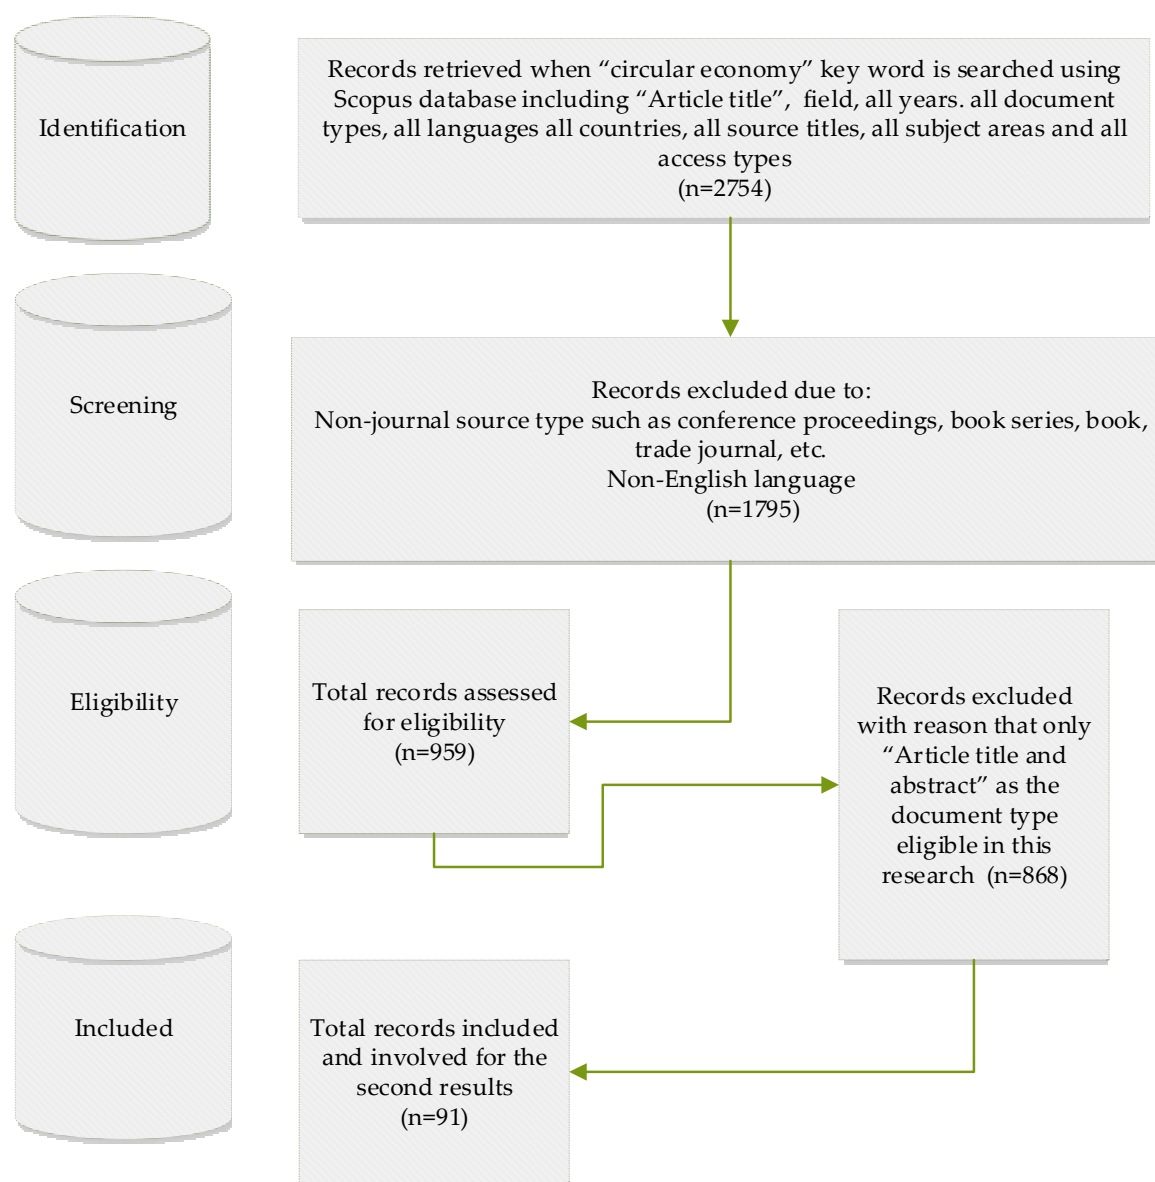 Identification
Records retrieved when “circular economy” key word is searched using
Scopus database including “Article title”, field, all years. all document
types, all languages all countries, all source titles, all subject areas and all
access types
(n=2754)
Screening
Records excluded due to:
Non-journal source type such as conference proceedings, book series, book,
trade journal, etc.
Non-English language
(n=1795)
Eligibility
Total records assessed
for eligibility
(n=959)
Records excluded
with reason that only
“Article title and
abstract” as the
document type
eligible in this
research (n=868)
Included
Total records included
and involved for the
second results
(n=91)